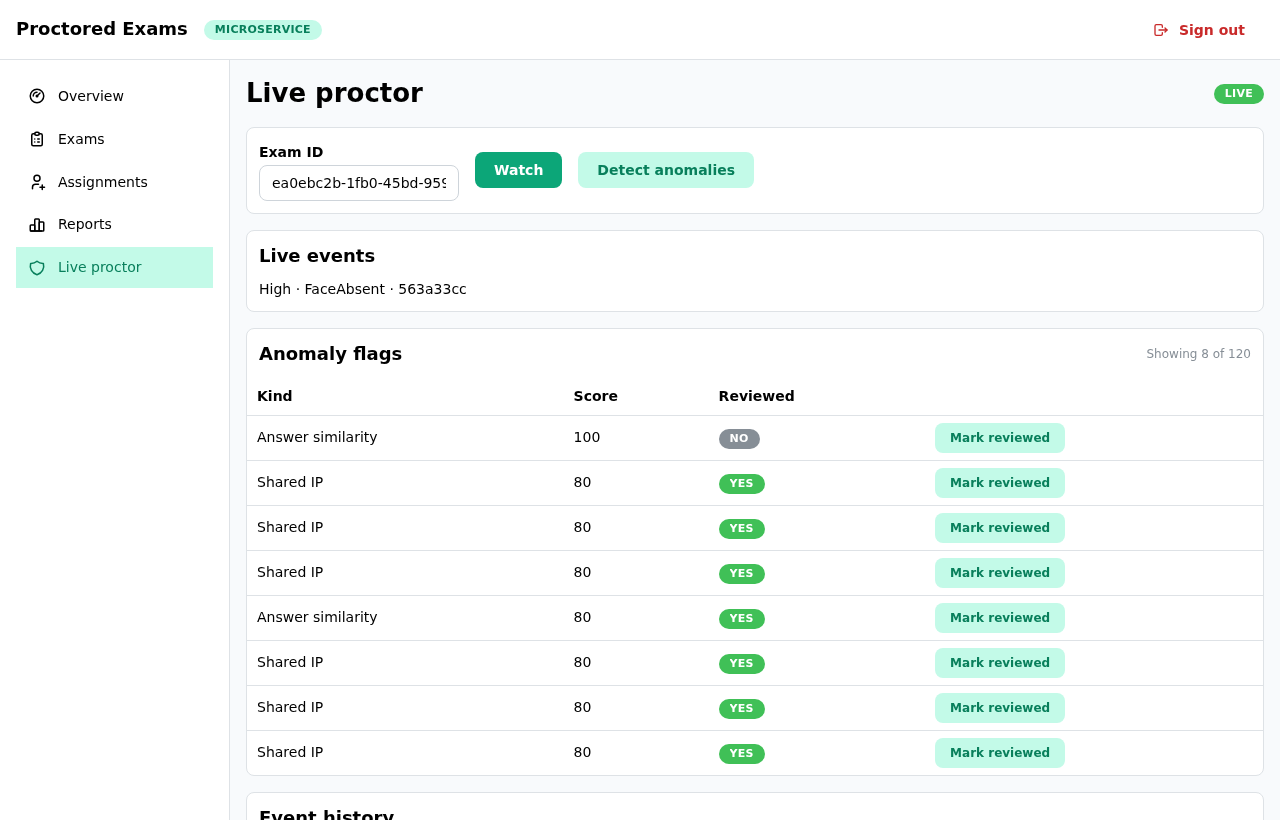 Proctored Exams MICROSERVICE Sign out
Overview
Exams
Assignments
Reports
Live proctor
Live proctor LIVE
Exam ID
ea0ebc2b-1fb0-45bd-959 Watch Detect anomalies
Live events
High · FaceAbsent · 563a33cc
Anomaly flags Showing 8 of 120
Kind Score Reviewed
Answer similarity 100 NO Mark reviewed
Shared IP 80 YES Mark reviewed
Shared IP 80 YES Mark reviewed
Shared IP 80 YES Mark reviewed
Answer similarity 80 YES Mark reviewed
Shared IP 80 YES Mark reviewed
Shared IP 80 YES Mark reviewed
Shared IP 80 YES Mark reviewed
Event history